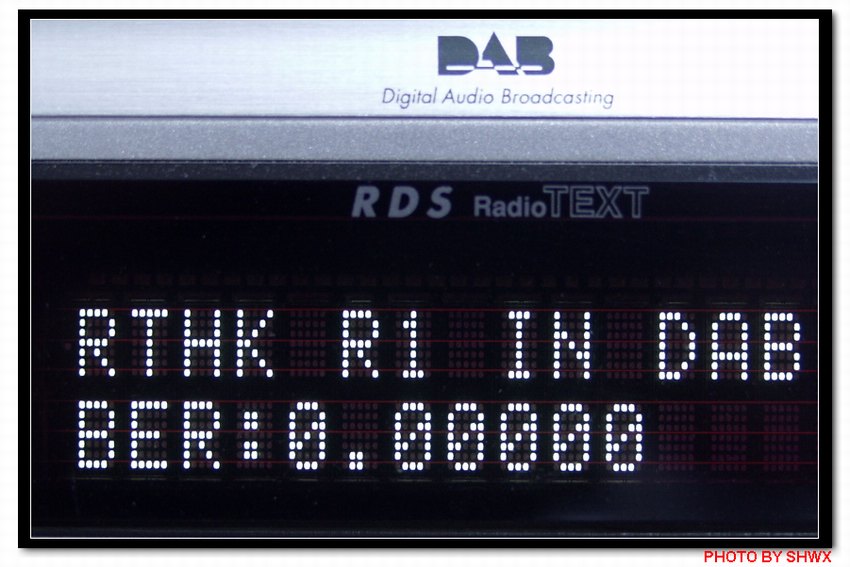 DAB
Digital Audio Broadcasting
RDS RadioTEXT
RTHK R1 IN DAB
BER:0.00000
PHOTO BY SHWX